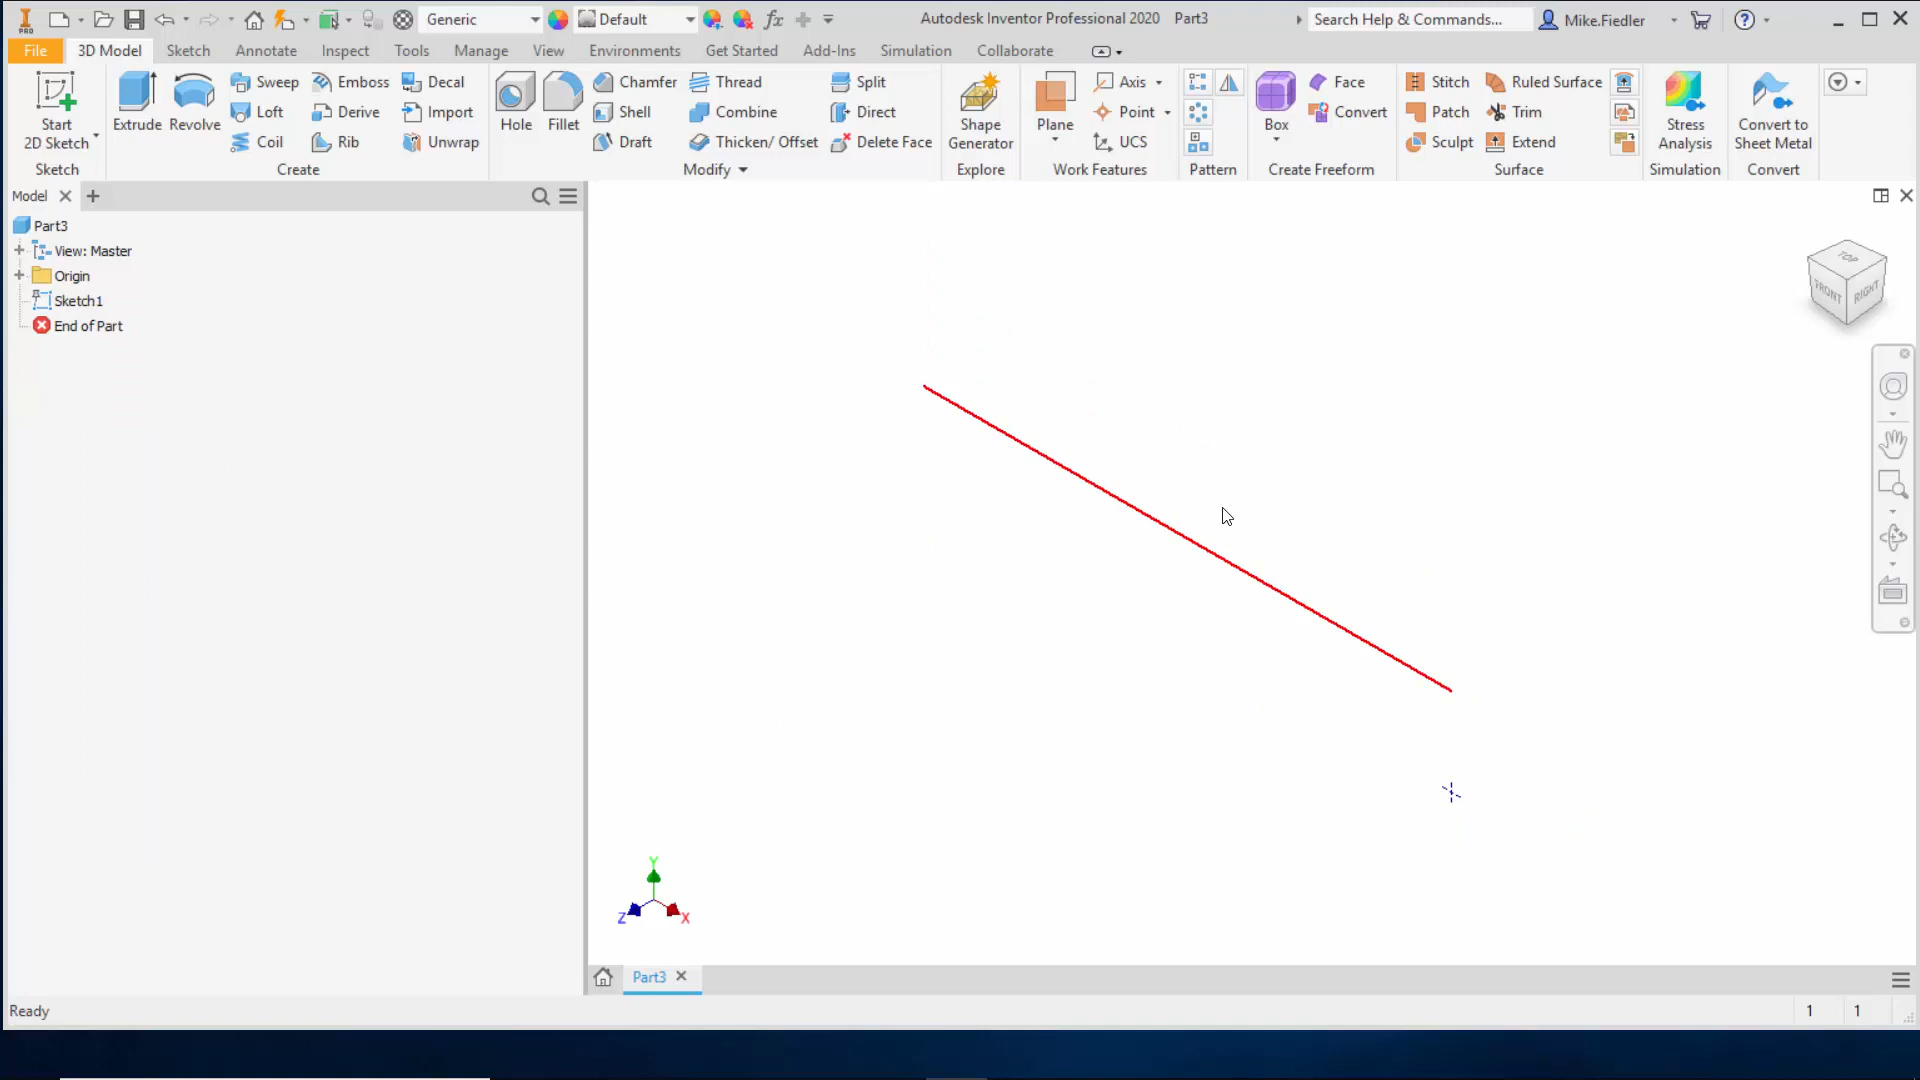 PRO
Generic
Default
fx
Autodesk Inventor Professional 2020 Part3
Search Help & Commands...
Mike.Fiedler
File
3D Model
Sketch
Annotate
Inspect
Tools
Manage
View
Environments
Get Started
Add-Ins
Simulation
Collaborate
Start
2D Sketch
Sketch
Extrude
Revolve
Sweep
Loft
Coil
Emboss
Derive
Rib
Decal
Import
Unwrap
Create
Hole
Fillet
Chamfer
Shell
Draft
Thread
Combine
Thicken/ Offset
Split
Direct
Delete Face
Modify
Shape
Generator
Explore
Plane
Axis
Point
UCS
Work Features
Pattern
Box
Face
Convert
Create Freeform
Stitch
Patch
Sculpt
Ruled Surface
Trim
Extend
Surface
Stress
Analysis
Simulation
Convert to
Sheet Metal
Convert
Model
Part3
View: Master
Origin
Sketch1
End of Part
TOP
FRONT
RIGHT
Y
Z
X
Part3
Ready
1
1